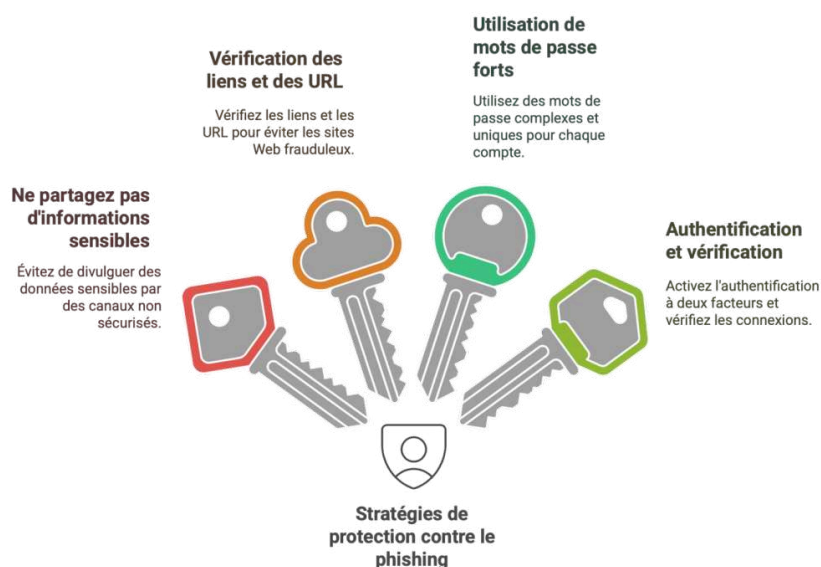 Utilisation de
mots de passe
forts
Utilisez des mots de
passe complexes et
uniques pour chaque
compte.
Vérification des
liens et des URL
Vérifiez les liens et les
URL pour éviter les sites
Web frauduleux.
Ne partagez pas
d'informations
sensibles
Évitez de divulguer des
données sensibles par
des canaux non
sécurisés.
Authentification
et vérification
Activez l'authentification
à deux facteurs et
vérifiez les connexions.
Stratégies de
protection contre le
phishing